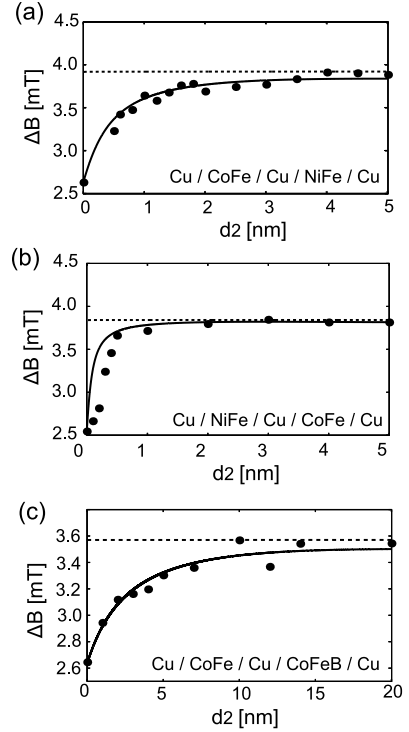 (a)
4.5
4.0
3.5
3.0
2.5
ΔB [mT]
Cu / CoFe / Cu / NiFe / Cu
0 1 2 3 4 5
d2 [nm]
(b)
4.5
4.0
3.5
3.0
2.5
ΔB [mT]
Cu / NiFe / Cu / CoFe / Cu
0 1 2 3 4 5
d2 [nm]
(c)
3.6
3.4
3.2
3.0
2.8
2.6
ΔB [mT]
Cu / CoFe / Cu / CoFeB / Cu
0 5 10 15 20
d2 [nm]